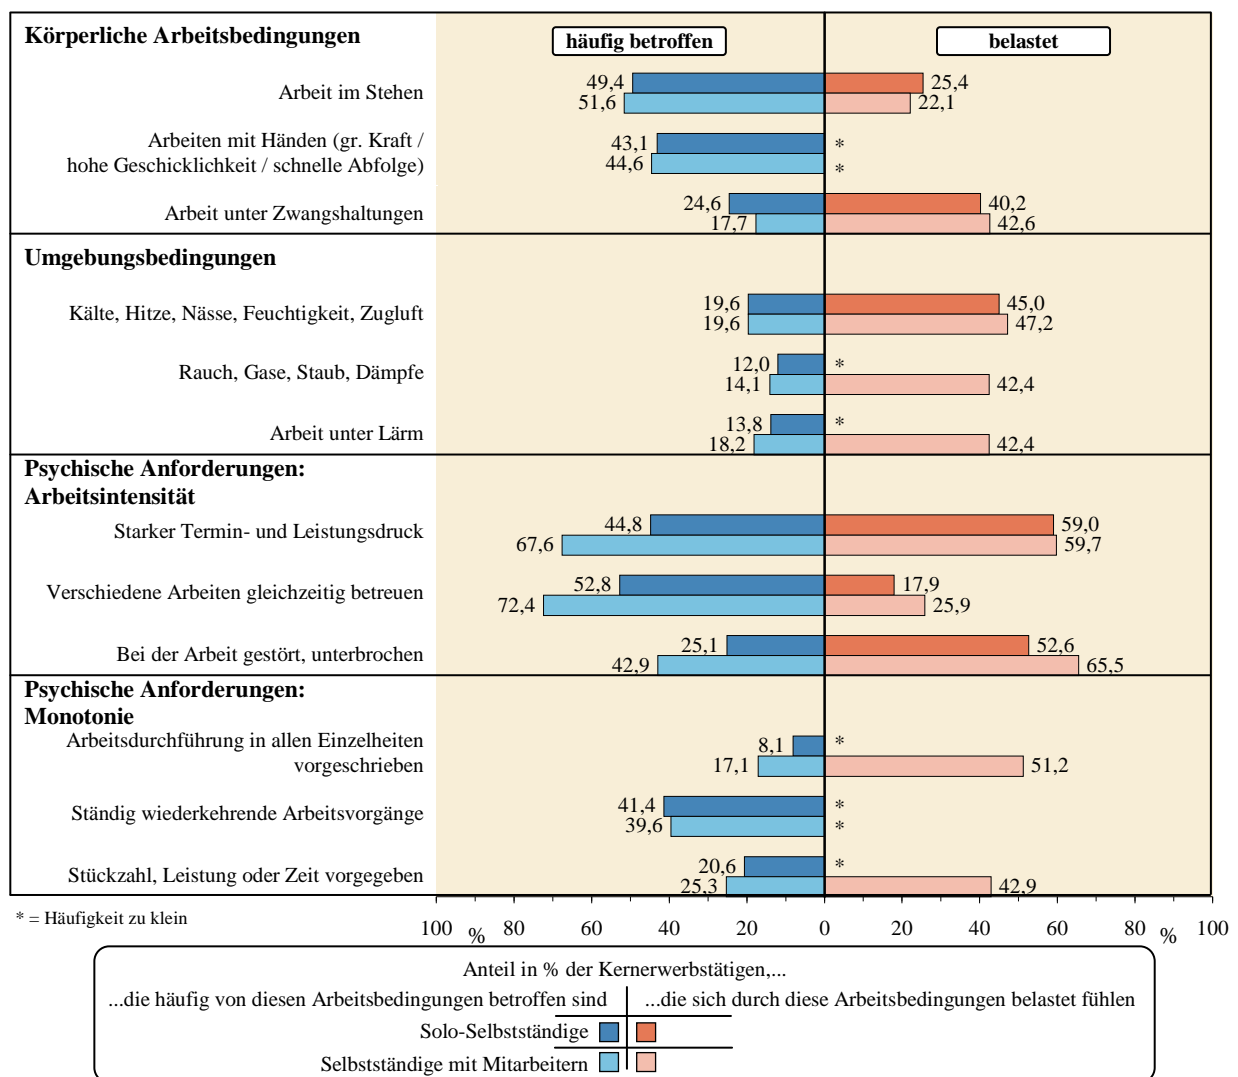 Körperliche Arbeitsbedingungen
häufig betroffen
belastet
Arbeit im Stehen
49,4
25,4
51,6
22,1
Arbeiten mit Händen (gr. Kraft /
hohe Geschicklichkeit / schnelle Abfolge)
43,1
*
44,6
*
Arbeit unter Zwangshaltungen
24,6
40,2
17,7
42,6
Umgebungsbedingungen
Kälte, Hitze, Nässe, Feuchtigkeit, Zugluft
19,6
45,0
19,6
47,2
Rauch, Gase, Staub, Dämpfe
12,0
*
14,1
42,4
Arbeit unter Lärm
13,8
*
18,2
42,4
Psychische Anforderungen:
Arbeitsintensität
Starker Termin- und Leistungsdruck
44,8
59,0
67,6
59,7
Verschiedene Arbeiten gleichzeitig betreuen
52,8
17,9
72,4
25,9
Bei der Arbeit gestört, unterbrochen
25,1
52,6
42,9
65,5
Psychische Anforderungen:
Monotonie
Arbeitsdurchführung in allen Einzelheiten
vorgeschrieben
8,1
*
17,1
51,2
Ständig wiederkehrende Arbeitsvorgänge
41,4
*
39,6
*
Stückzahl, Leistung oder Zeit vorgegeben
20,6
*
25,3
42,9
* = Häufigkeit zu klein
100 % 80 60 40 20 0 20 40 60 80 % 100
Anteil in % der Kernerwerbstätigen,...
...die häufig von diesen Arbeitsbedingungen betroffen sind
...die sich durch diese Arbeitsbedingungen belastet fühlen
Solo-Selbstständige
Selbstständige mit Mitarbeitern